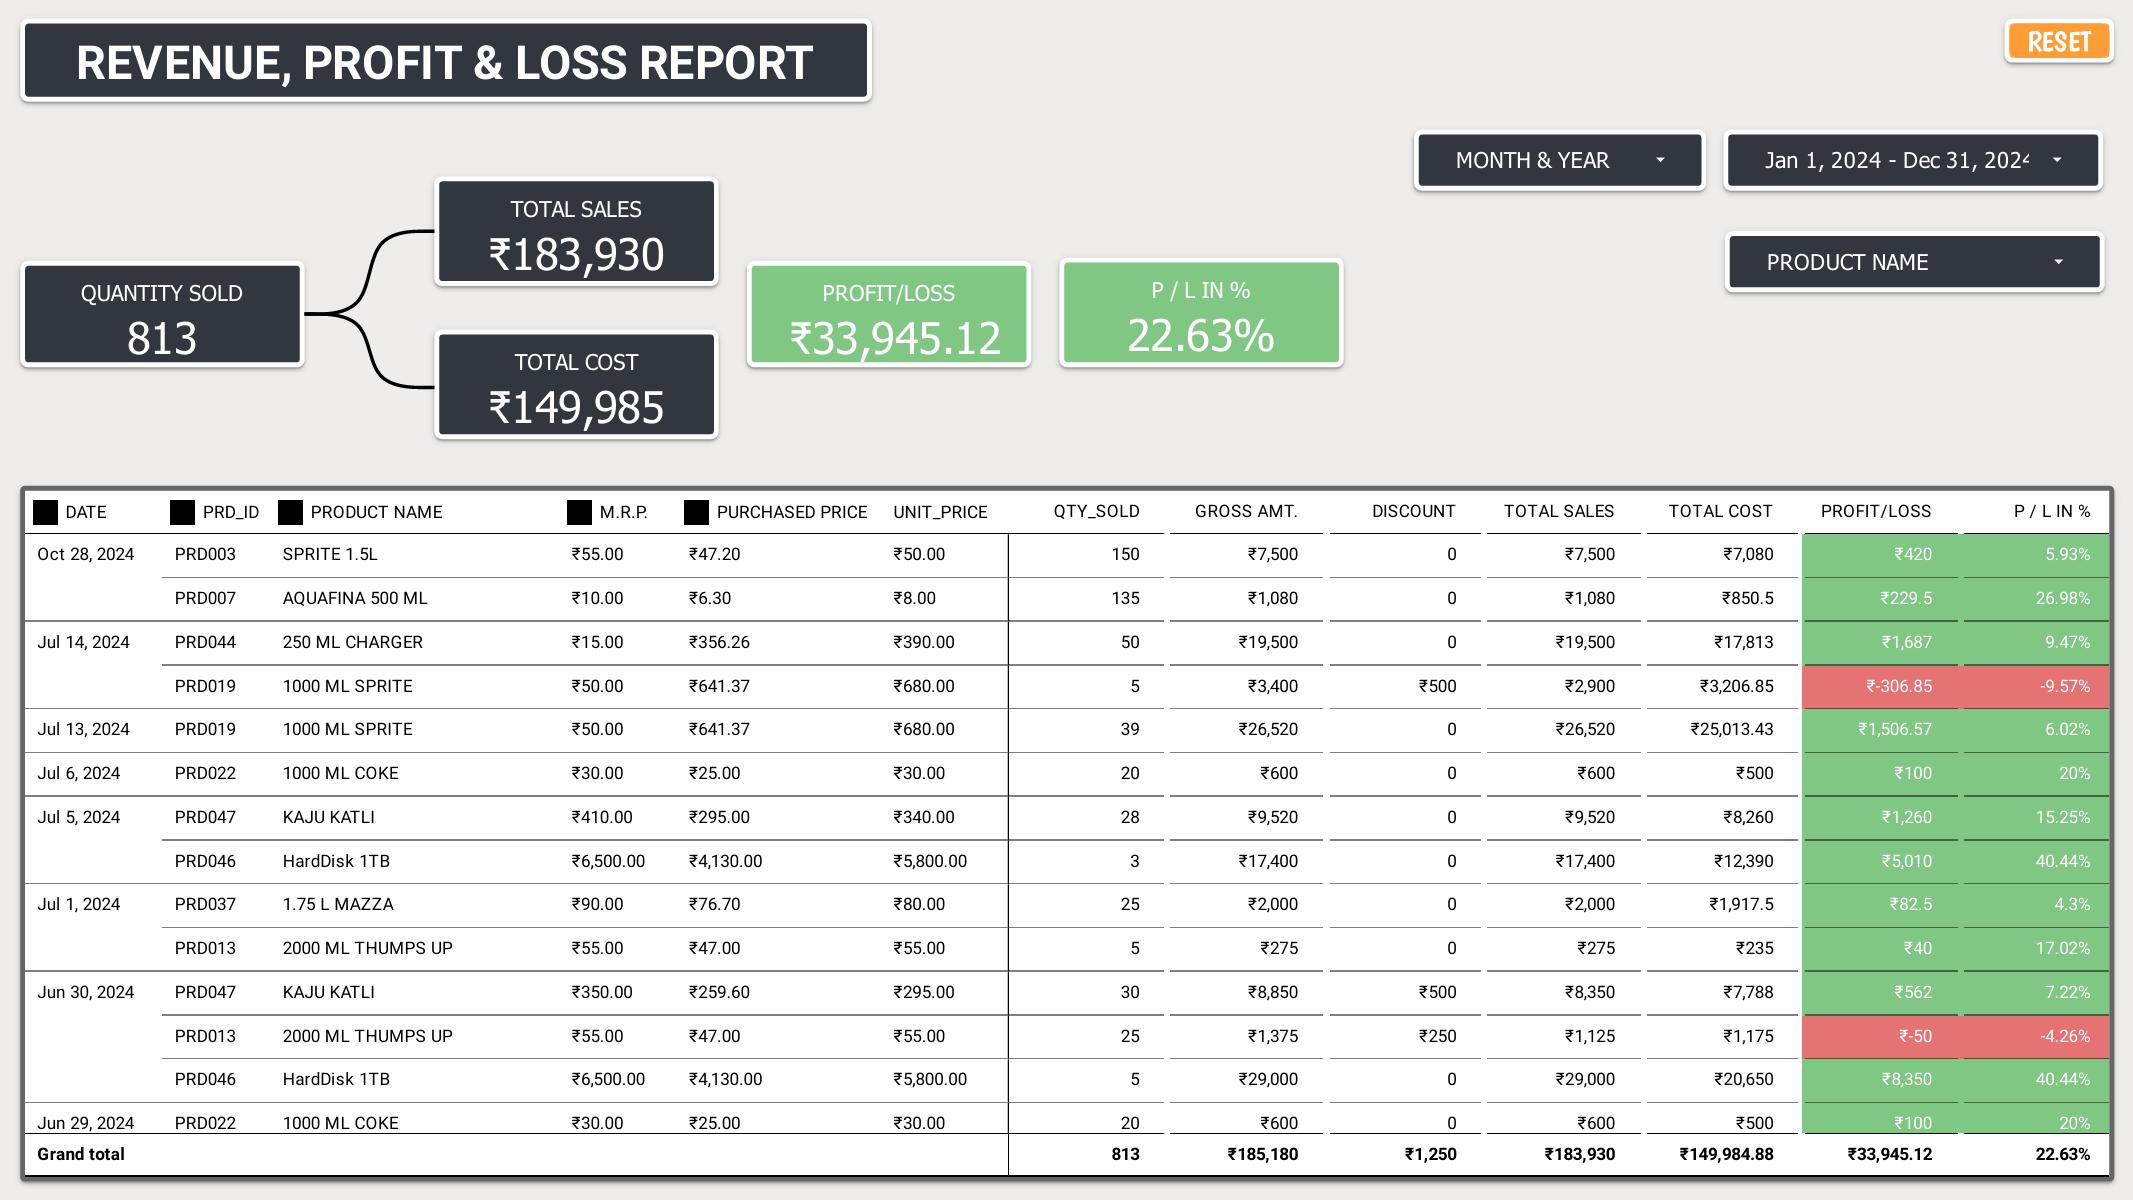 REVENUE, PROFIT & LOSS REPORT
RESET
MONTH & YEAR
Jan 1, 2024 - Dec 31, 2024
PRODUCT NAME
QUANTITY SOLD
813
TOTAL SALES
₹183,930
TOTAL COST
₹149,985
PROFIT/LOSS
₹33,945.12
P / L IN %
22.63%
DATE PRD_ID PRODUCT NAME M.R.P. PURCHASED PRICE UNIT_PRICE QTY_SOLD GROSS AMT. DISCOUNT TOTAL SALES TOTAL COST PROFIT/LOSS P / L IN %
Oct 28, 2024 PRD003 SPRITE 1.5L ₹55.00 ₹47.20 ₹50.00 150 ₹7,500 0 ₹7,500 ₹7,080 ₹420 5.93%
PRD007 AQUAFINA 500 ML ₹10.00 ₹6.30 ₹8.00 135 ₹1,080 0 ₹1,080 ₹850.5 ₹229.5 26.98%
Jul 14, 2024 PRD044 250 ML CHARGER ₹15.00 ₹356.26 ₹390.00 50 ₹19,500 0 ₹19,500 ₹17,813 ₹1,687 9.47%
PRD019 1000 ML SPRITE ₹50.00 ₹641.37 ₹680.00 5 ₹3,400 ₹500 ₹2,900 ₹3,206.85 ₹-306.85 -9.57%
Jul 13, 2024 PRD019 1000 ML SPRITE ₹50.00 ₹641.37 ₹680.00 39 ₹26,520 0 ₹26,520 ₹25,013.43 ₹1,506.57 6.02%
Jul 6, 2024 PRD022 1000 ML COKE ₹30.00 ₹25.00 ₹30.00 20 ₹600 0 ₹600 ₹500 ₹100 20%
Jul 5, 2024 PRD047 KAJU KATLI ₹410.00 ₹295.00 ₹340.00 28 ₹9,520 0 ₹9,520 ₹8,260 ₹1,260 15.25%
PRD046 HardDisk 1TB ₹6,500.00 ₹4,130.00 ₹5,800.00 3 ₹17,400 0 ₹17,400 ₹12,390 ₹5,010 40.44%
Jul 1, 2024 PRD037 1.75 L MAZZA ₹90.00 ₹76.70 ₹80.00 25 ₹2,000 0 ₹2,000 ₹1,917.5 ₹82.5 4.3%
PRD013 2000 ML THUMPS UP ₹55.00 ₹47.00 ₹55.00 5 ₹275 0 ₹275 ₹235 ₹40 17.02%
Jun 30, 2024 PRD047 KAJU KATLI ₹350.00 ₹259.60 ₹295.00 30 ₹8,850 ₹500 ₹8,350 ₹7,788 ₹562 7.22%
PRD013 2000 ML THUMPS UP ₹55.00 ₹47.00 ₹55.00 25 ₹1,375 ₹250 ₹1,125 ₹1,175 ₹-50 -4.26%
PRD046 HardDisk 1TB ₹6,500.00 ₹4,130.00 ₹5,800.00 5 ₹29,000 0 ₹29,000 ₹20,650 ₹8,350 40.44%
Jun 29, 2024 PRD022 1000 ML COKE ₹30.00 ₹25.00 ₹30.00 20 ₹600 0 ₹600 ₹500 ₹100 20%
Grand total 813 ₹185,180 ₹1,250 ₹183,930 ₹149,984.88 ₹33,945.12 22.63%